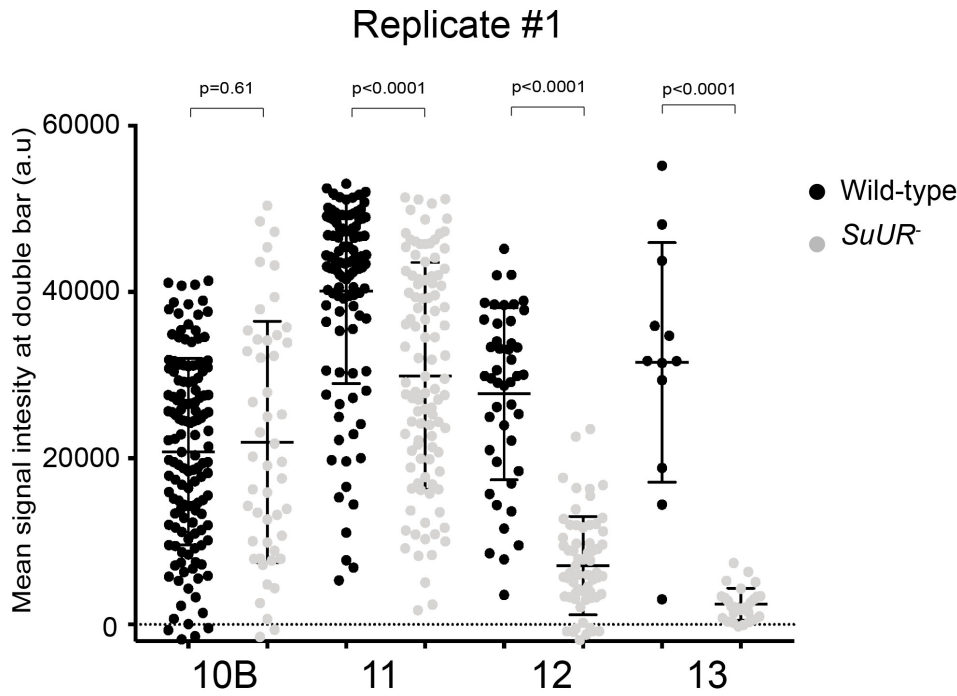 Replicate #1
p=0.61
p<0.0001
p<0.0001
p<0.0001
Mean signal intesity at double bar (a.u)
60000
40000
20000
0
Wild-type
SuUR-
10B
11
12
13